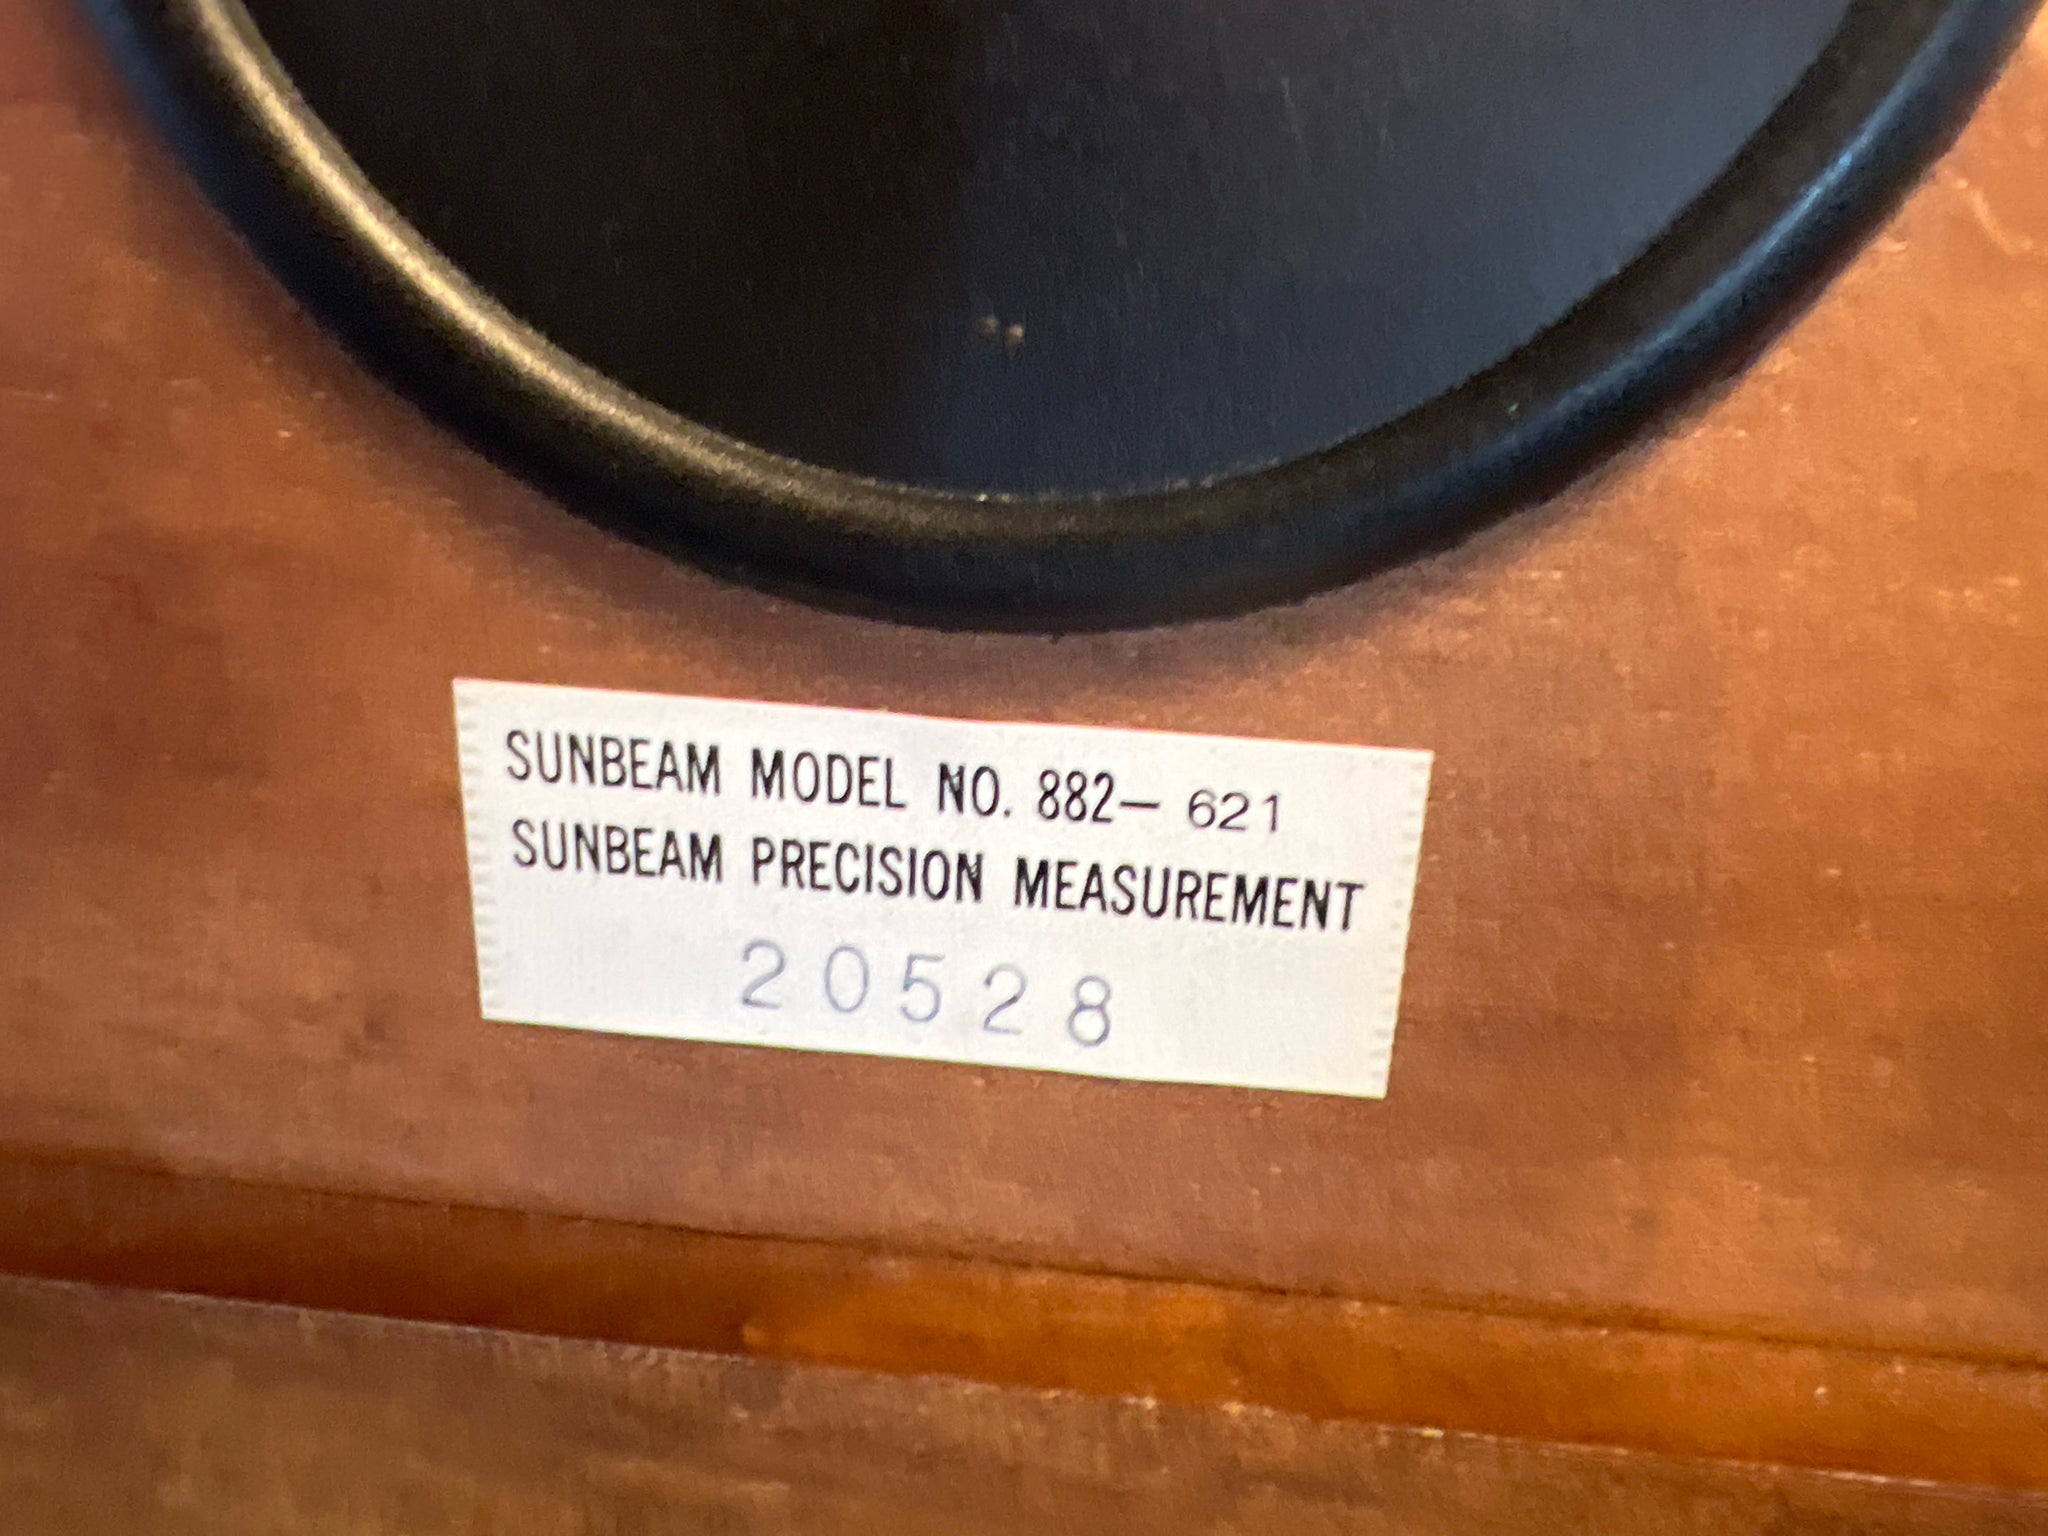 SUNBEAM MODEL NO. 882— 621
SUNBEAM PRECISION MEASUREMENT
20528